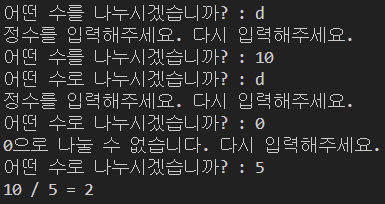 어떤 수를 나누시겠습니까? : d
정수를 입력해주세요. 다시 입력해주세요.
어떤 수를 나누시겠습니까? : 10
어떤 수로 나누시겠습니까? : d
정수를 입력해주세요. 다시 입력해주세요.
어떤 수로 나누시겠습니까? : 0
0으로 나눌 수 없습니다. 다시 입력해주세요.
어떤 수로 나누시겠습니까? : 5
10 / 5 = 2